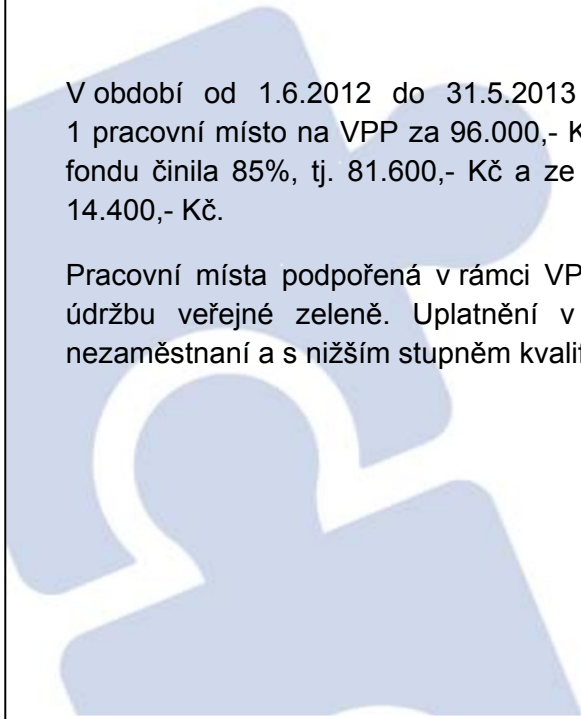 V období od 1.6.2012 do 31.5.2013
1 pracovní místo na VPP za 96.000,- K
fondu činila 85%, tj. 81.600,- Kč a ze
14.400,- Kč.
Pracovní místa podpořená v rámci VP
údržbu veřejné zeleně. Uplatnění v
nezaměstnaní a s nižším stupněm kvalif